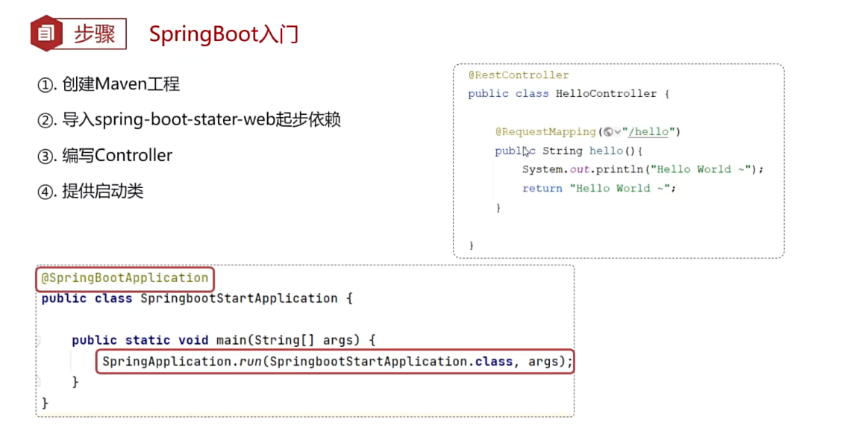 步骤 SpringBoot入门
①. 创建Maven工程
②. 导入spring-boot-stater-web起步依赖
③. 编写Controller
④. 提供启动类
@RestController
public class HelloController {
@RequestMapping("/hello")
public String hello(){
System.out.println("Hello World ~");
return "Hello World ~";
}
}
@SpringBootApplication
public class SpringbootStartApplication {
public static void main(String[] args) {
SpringApplication.run(SpringbootStartApplication.class, args);
}
}